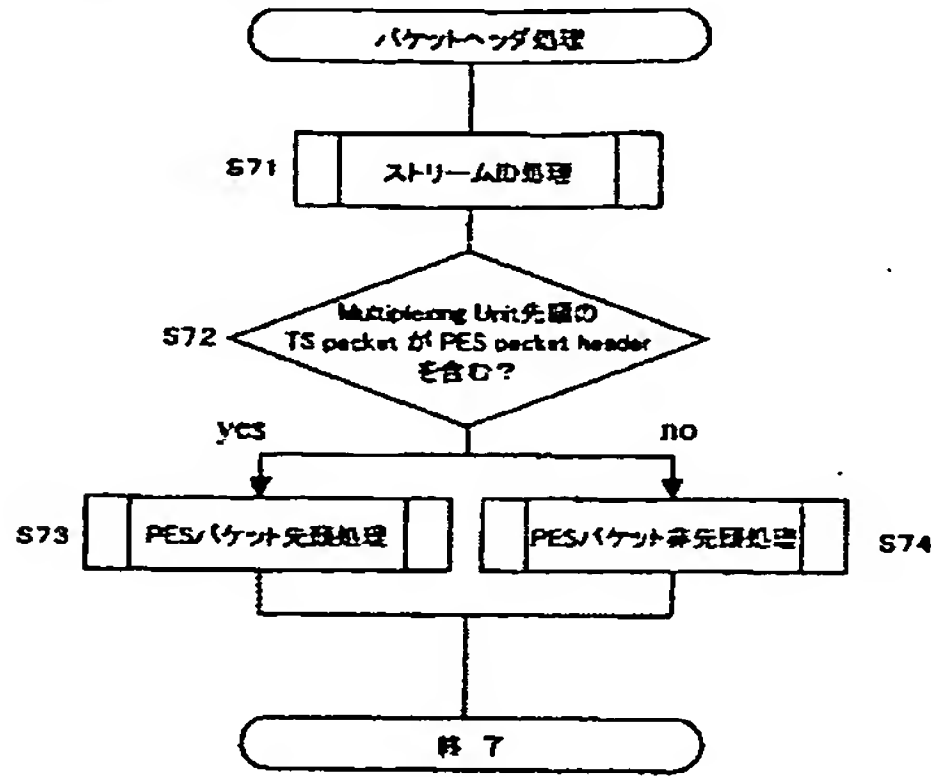 パケットヘッダ処理
S71
ストリームID処理
S72
Multiplexing Unit先頭の
TS packet が PES packet header
を含む?
yes
no
S73
PESパケット先頭処理
PESパケット非先頭処理
S74
終 了